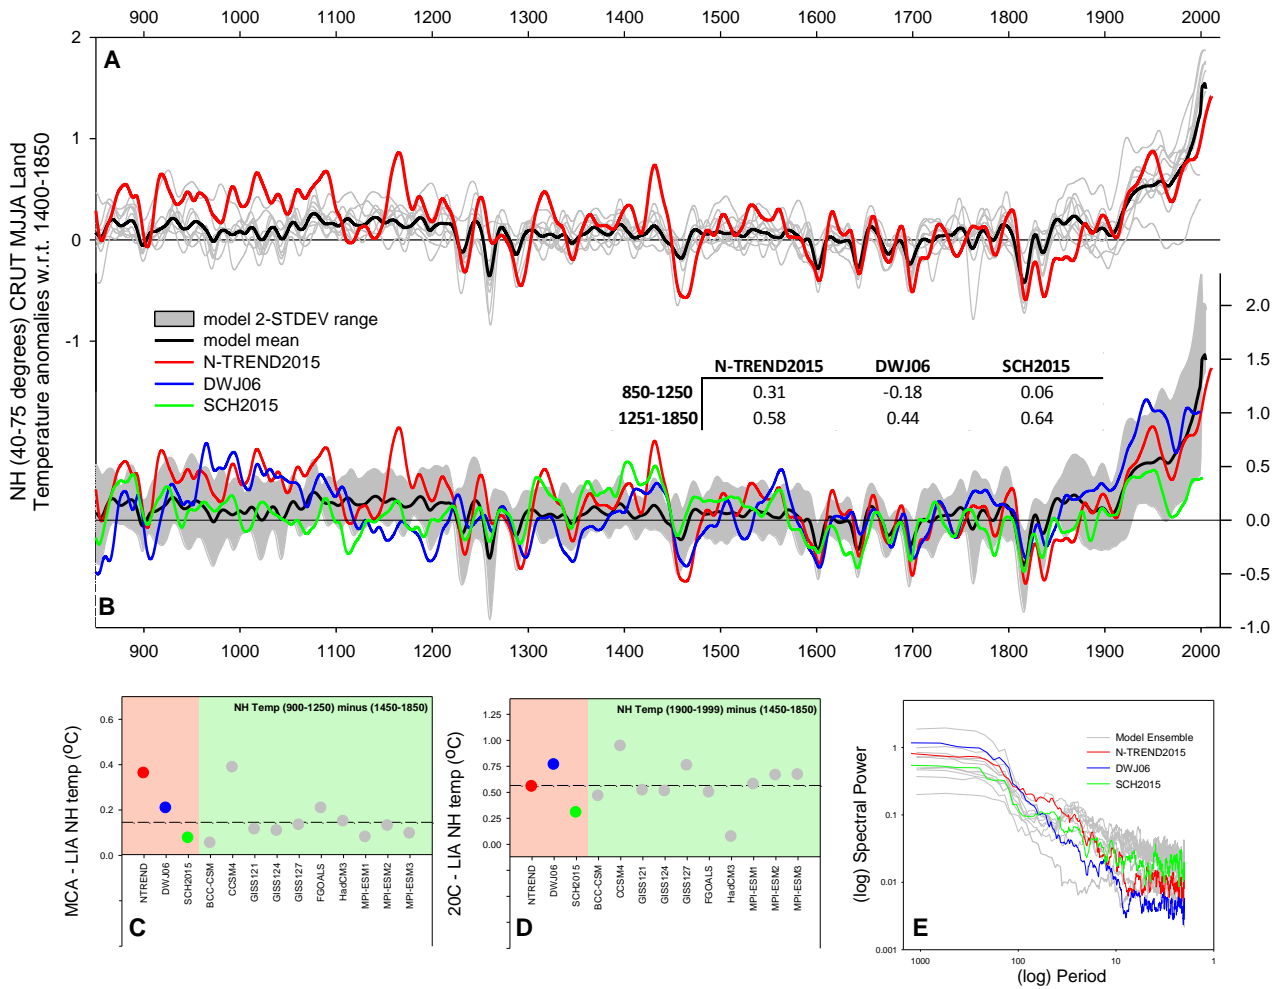 900 1000 1100 1200 1300 1400 1500 1600 1700 1800 1900 2000
A
2
1
0
-1
NH (40-75 degrees) CRUT MJJA Land
Temperature anomalies w.r.t. 1400-1850
model 2-STDEV range
model mean
N-TREND2015
DWJ06
SCH2015
N-TREND2015 DWJ06 SCH2015
850-1250 0.31 -0.18 0.06
1251-1850 0.58 0.44 0.64
2.0
1.5
1.0
0.5
0.0
-0.5
-1.0
B
900 1000 1100 1200 1300 1400 1500 1600 1700 1800 1900 2000
NH Temp (900-1250) minus (1450-1850)
MCA - LIA NH temp (ºC)
0.6
0.4
0.2
0.0
NTREND
DWJ06
SCH2015
BCC-CSM
CCSM4
GISS121
GISS124
GISS127
FGOALS
HadCM3
MPI-ESM1
MPI-ESM2
MPI-ESM3
C
NH Temp (1900-1999) minus (1450-1850)
20C - LIA NH temp (ºC)
1.25
1.00
0.75
0.50
0.25
0.00
NTREND
DWJ06
SCH2015
BCC-CSM
CCSM4
GISS121
GISS124
GISS127
FGOALS
HadCM3
MPI-ESM1
MPI-ESM2
MPI-ESM3
D
(log) Spectral Power
1
0.1
0.01
0.001
Model Ensemble
N-TREND2015
DWJ06
SCH2015
E
1000 100 10 1
(log) Period